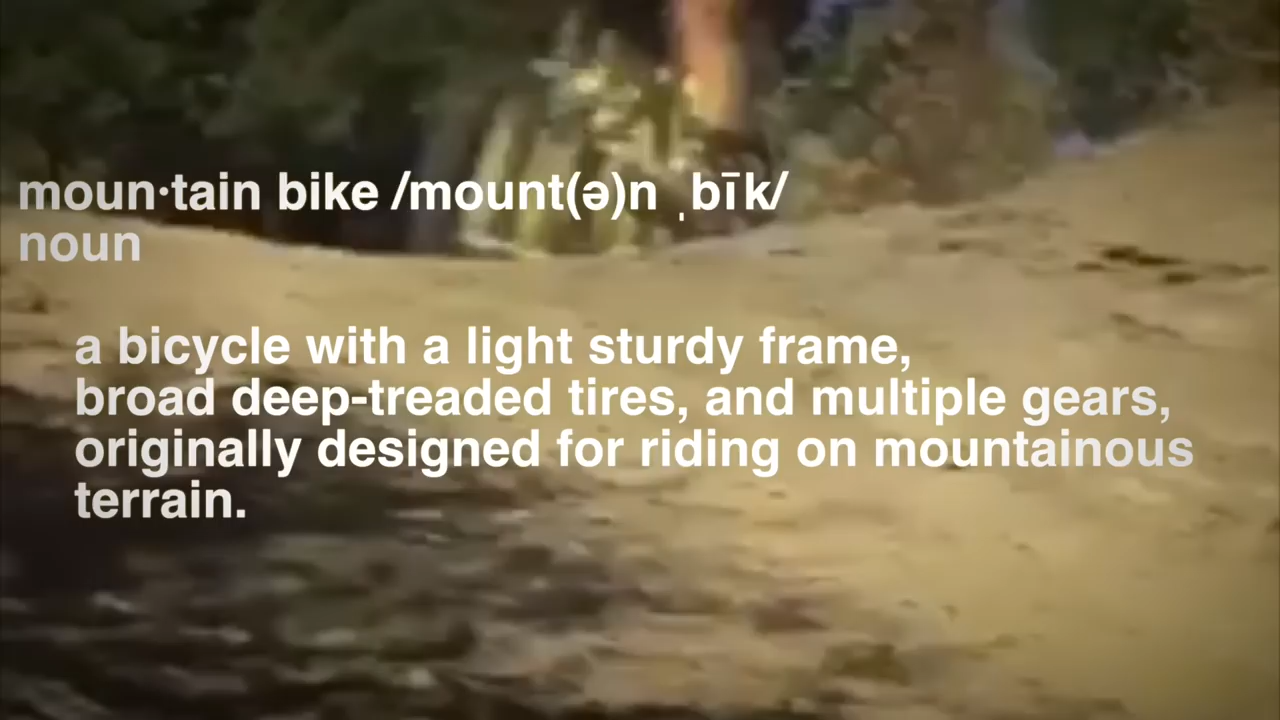 moun·tain bike /mount(ə)n ˌbīk/
noun
a bicycle with a light sturdy frame,
broad deep-treaded tires, and multiple gears,
originally designed for riding on mountainous
terrain.